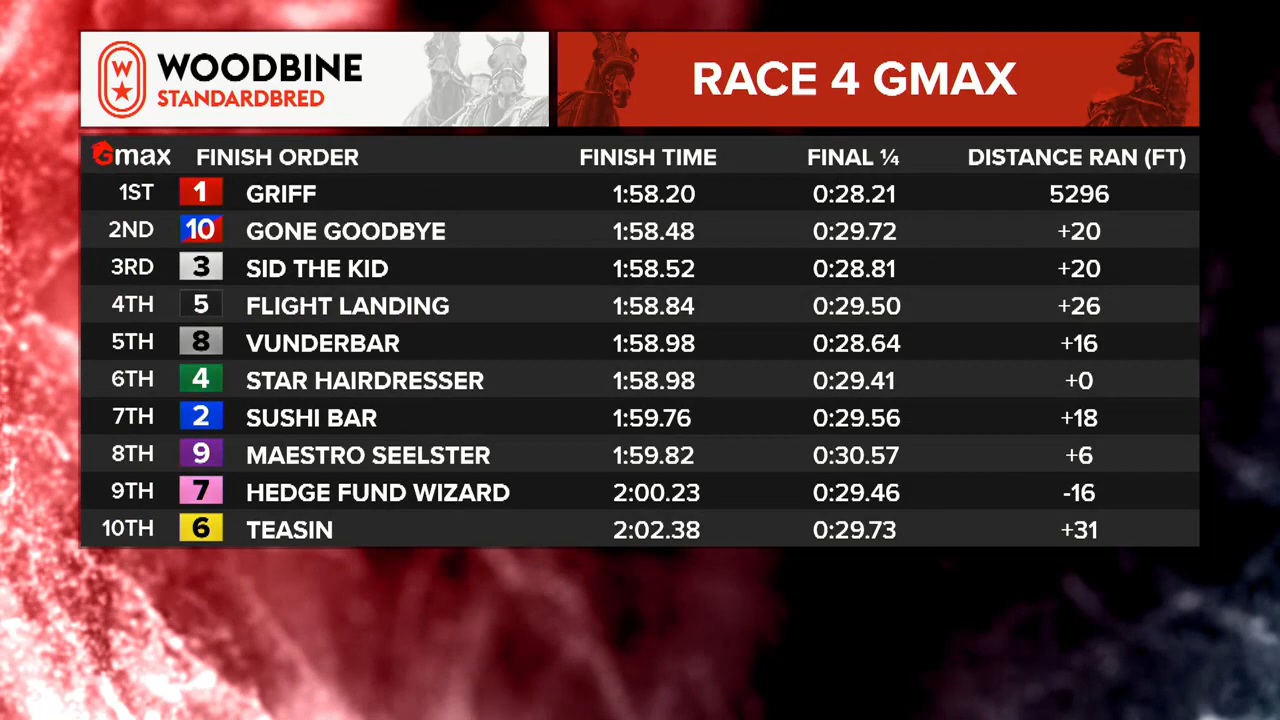 W WOODBINE
STANDARDBRED
RACE 4 GMAX
Gmax FINISH ORDER FINISH TIME FINAL ¼ DISTANCE RAN (FT)
1ST 1 GRIFF 1:58.20 0:28.21 5296
2ND 10 GONE GOODBYE 1:58.48 0:29.72 +20
3RD 3 SID THE KID 1:58.52 0:28.81 +20
4TH 5 FLIGHT LANDING 1:58.84 0:29.50 +26
5TH 8 VUNDERBAR 1:58.98 0:28.64 +16
6TH 4 STAR HAIRDRESSER 1:58.98 0:29.41 +0
7TH 2 SUSHI BAR 1:59.76 0:29.56 +18
8TH 9 MAESTRO SEELSTER 1:59.82 0:30.57 +6
9TH 7 HEDGE FUND WIZARD 2:00.23 0:29.46 -16
10TH 6 TEASIN 2:02.38 0:29.73 +31